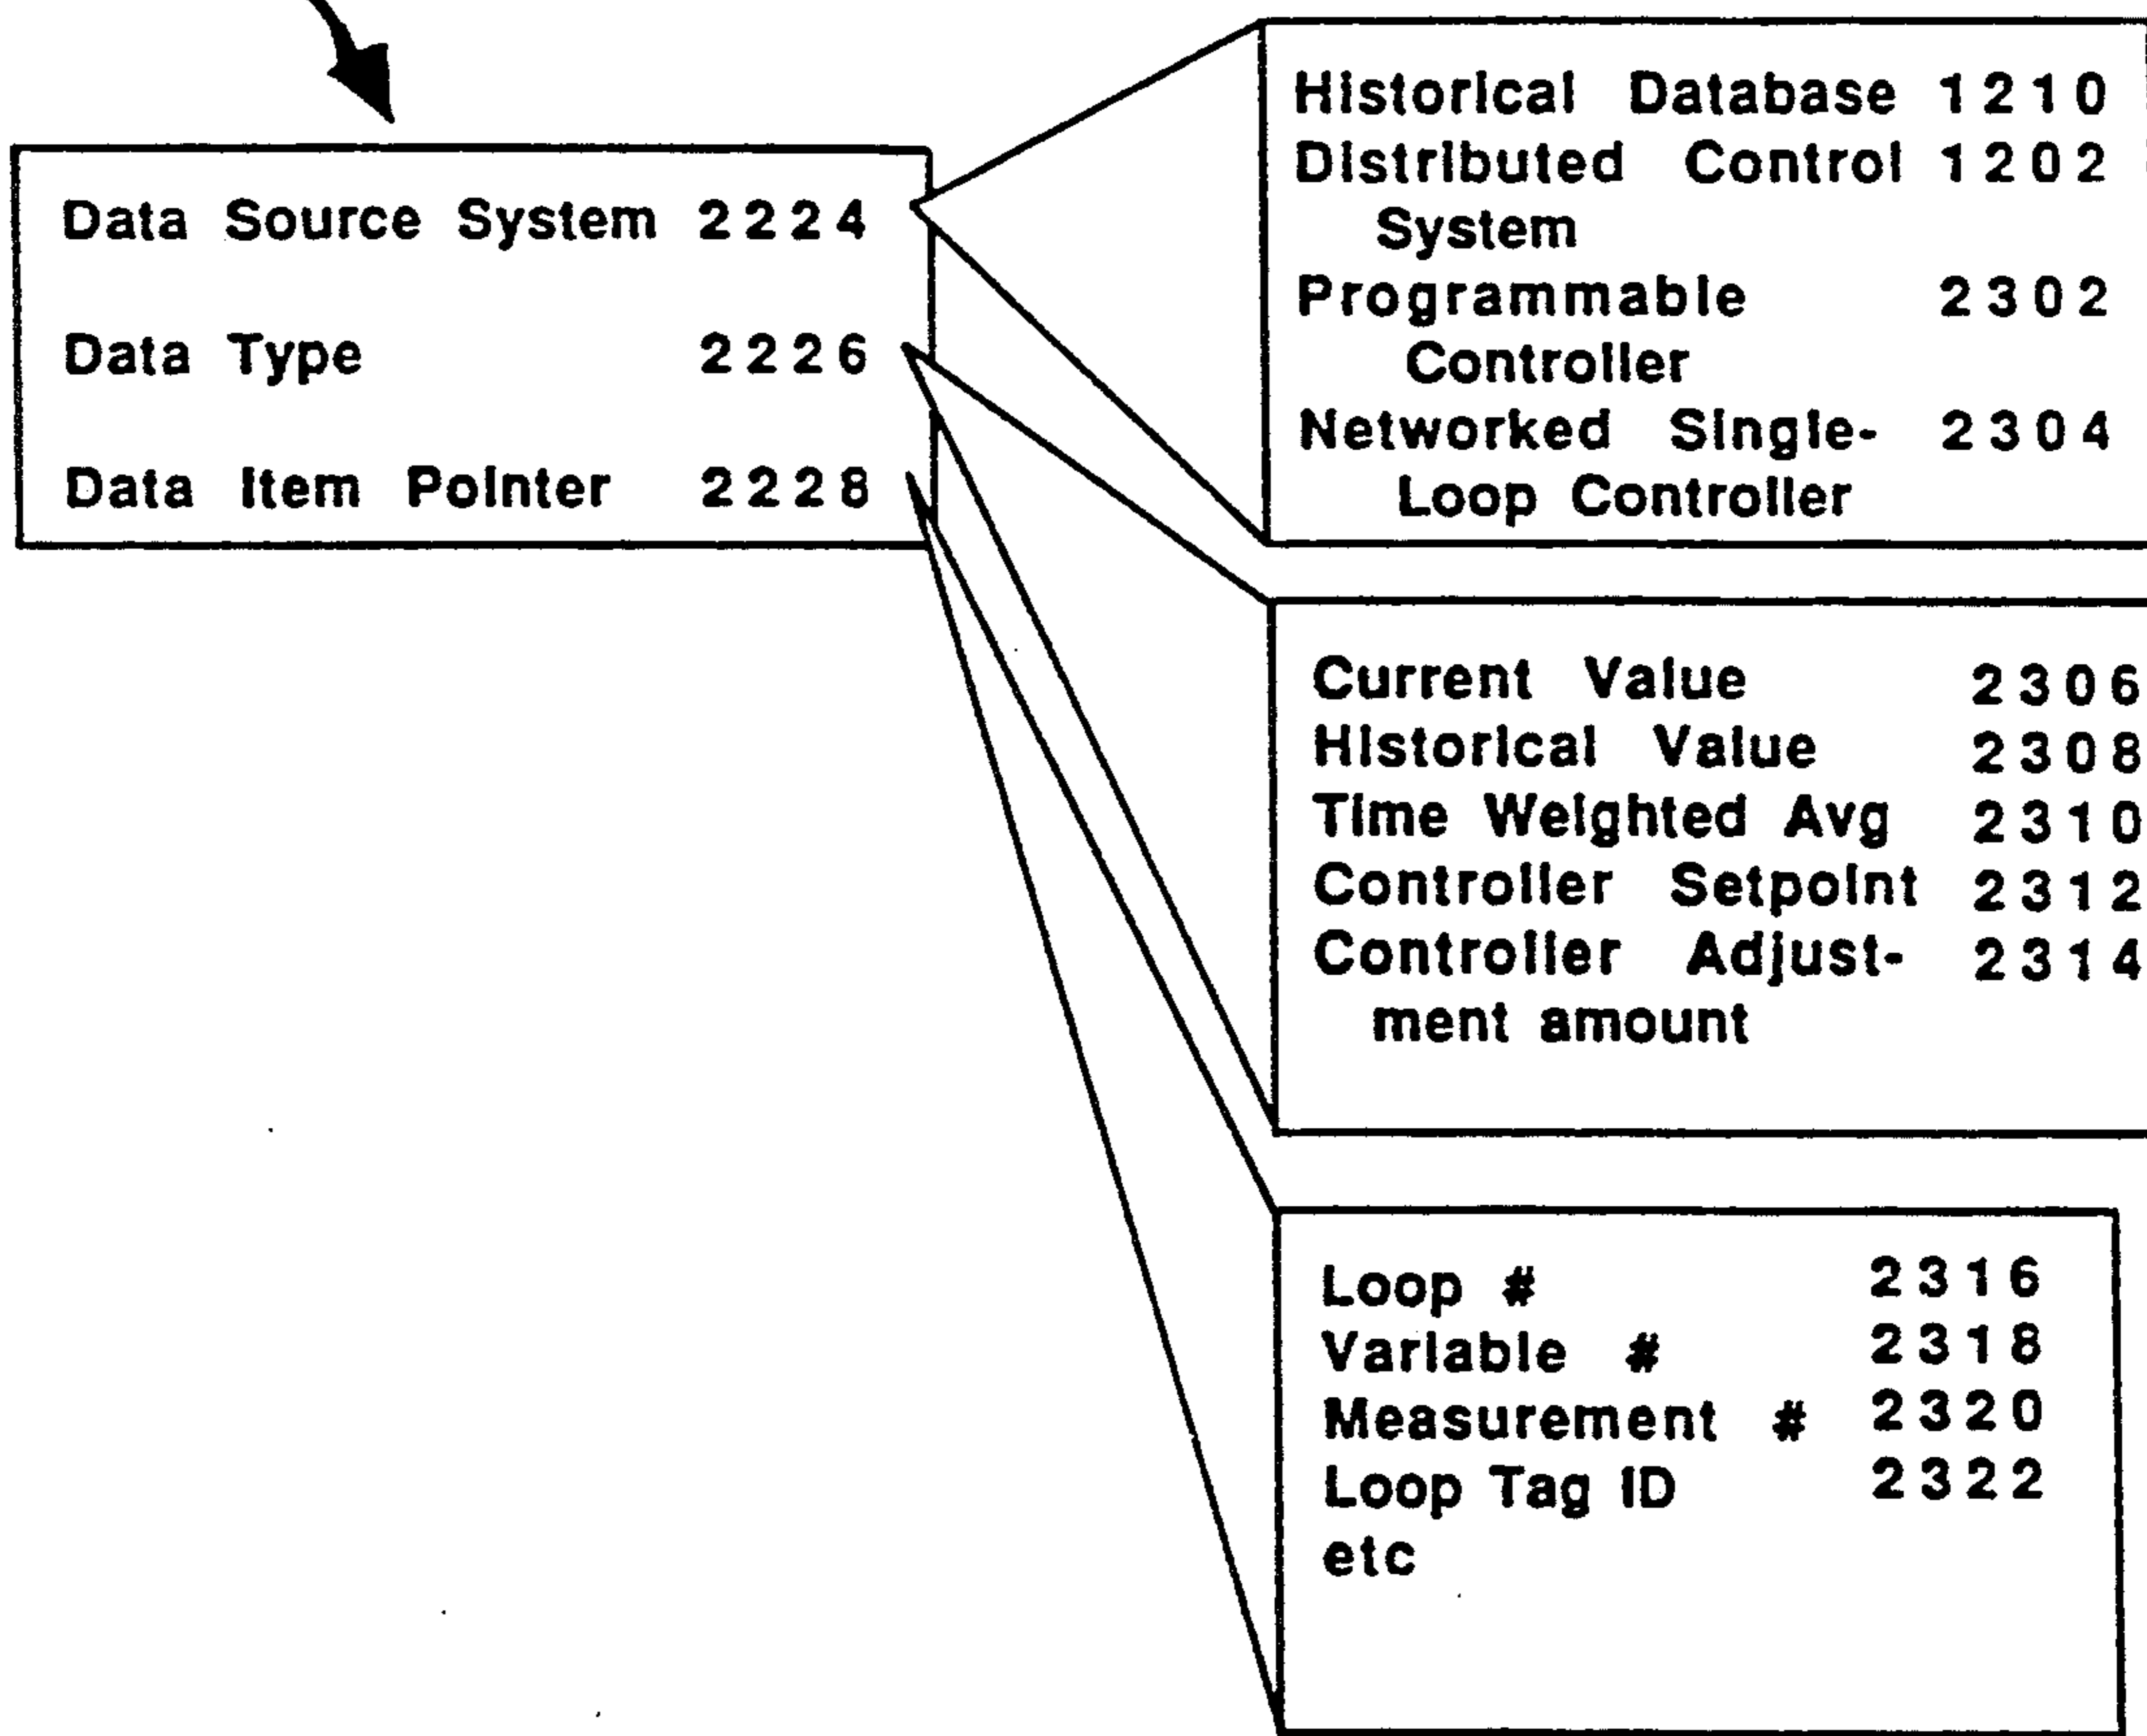 Data Source System 2224
Data Type 2226
Data Item Pointer 2228
Historical Database 1210
Distributed Control 1202
System
Programmable 2302
Controller
Networked Single- 2304
Loop Controller
Current Value 2306
Historical Value 2308
Time Weighted Avg 2310
Controller Setpoint 2312
Controller Adjust- 2314
ment amount
Loop # 2316
Variable # 2318
Measurement # 2320
Loop Tag ID 2322
etc